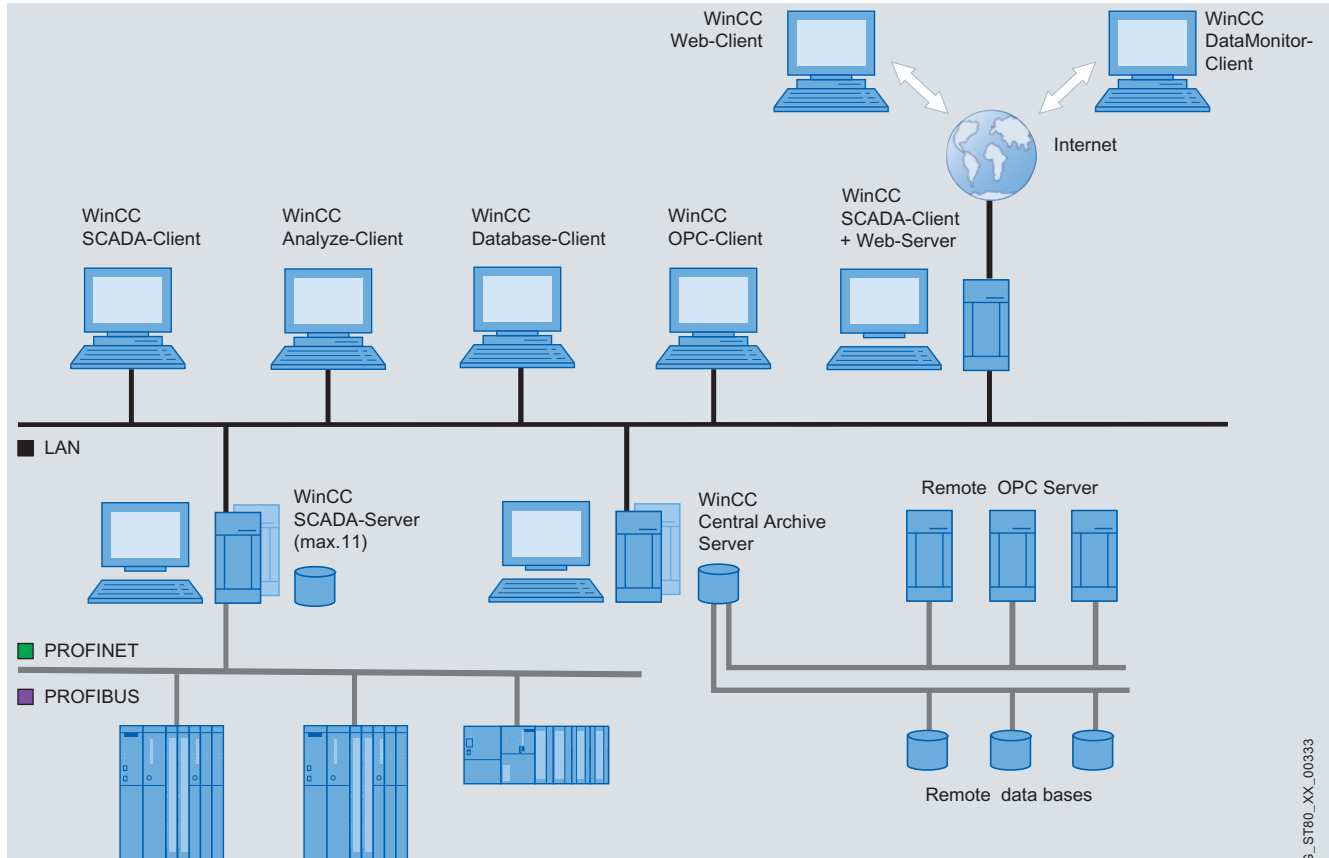 WinCC
Web-Client
WinCC
DataMonitor-
Client
Internet
WinCC
SCADA-Client
WinCC
Analyze-Client
WinCC
Database-Client
WinCC
OPC-Client
WinCC
SCADA-Client
+ Web-Server
LAN
WinCC
SCADA-Server
(max.11)
WinCC
Central Archive
Server
Remote OPC Server
PROFINET
PROFIBUS
Remote data bases
G_ST80_XX_00333